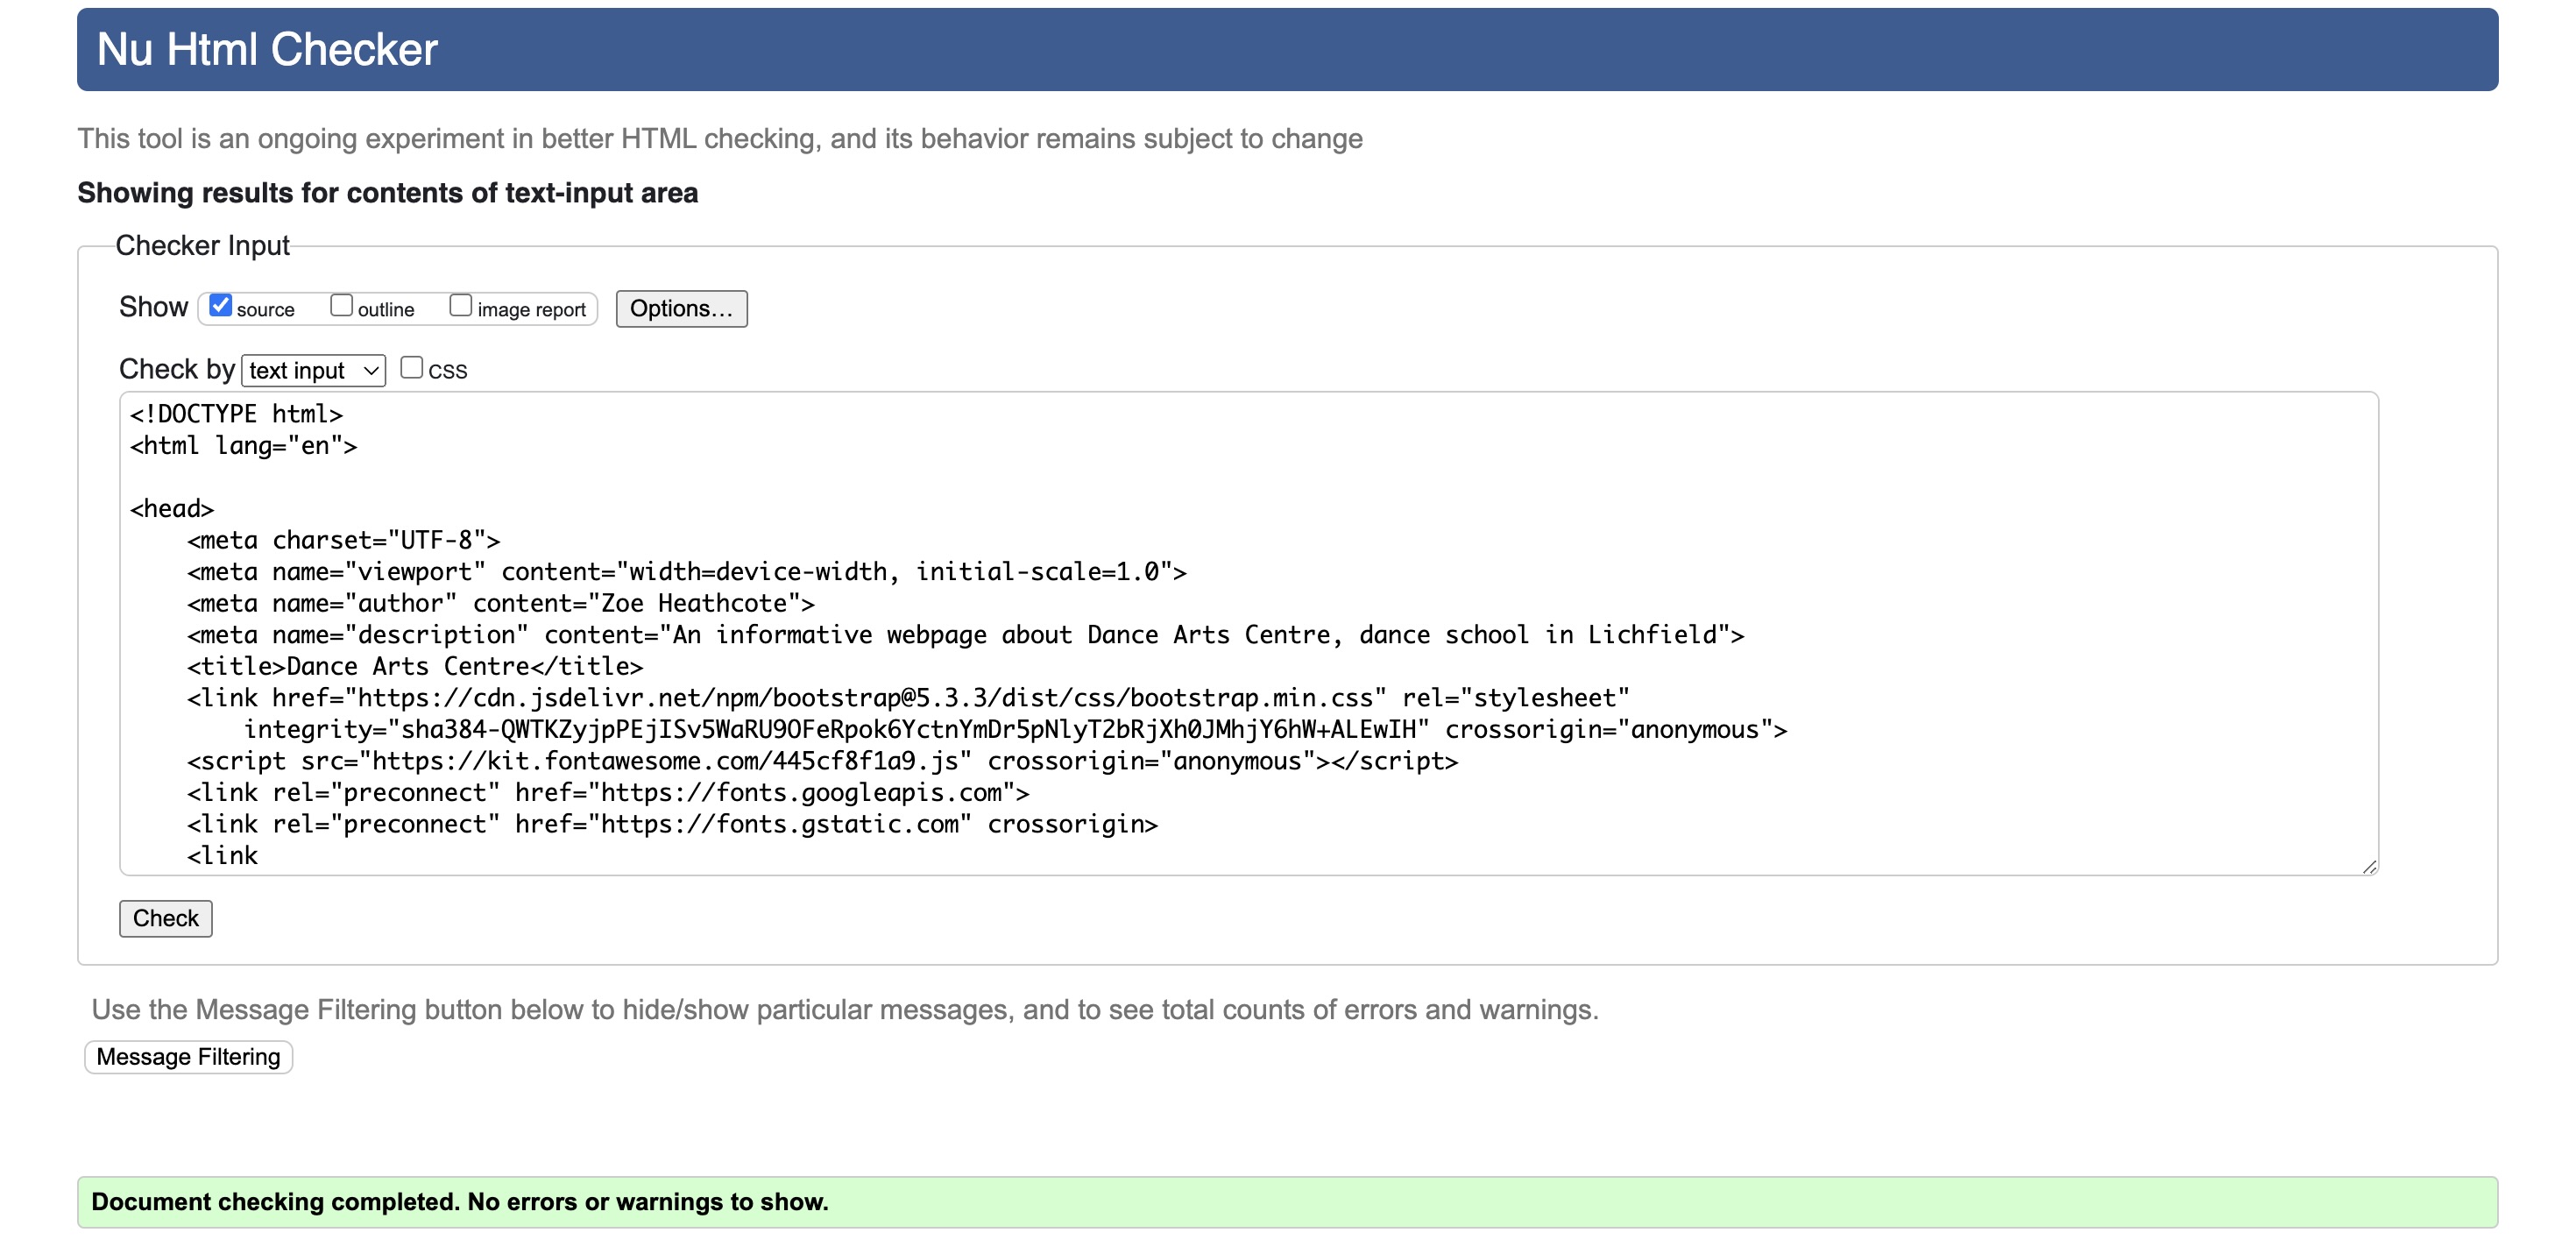 Nu Html Checker
This tool is an ongoing experiment in better HTML checking, and its behavior remains subject to change
Showing results for contents of text-input area
Checker Input
Show source outline image report Options...
Check by text input CSS
<!DOCTYPE html>
<html lang="en">
<head>
<meta charset="UTF-8">
<meta name="viewport" content="width=device-width, initial-scale=1.0">
<meta name="author" content="Zoe Heathcote">
<meta name="description" content="An informative webpage about Dance Arts Centre, dance school in Lichfield">
<title>Dance Arts Centre</title>
<link href="https://cdn.jsdelivr.net/npm/bootstrap@5.3.3/dist/css/bootstrap.min.css" rel="stylesheet"
integrity="sha384-QWTKZyjpPEjISv5WaRU9OFeRpok6YctnYmDr5pNlyT2bRjXh0JMhjY6hW+ALEwIH" crossorigin="anonymous">
<script src="https://kit.fontawesome.com/445cf8f1a9.js" crossorigin="anonymous"></script>
<link rel="preconnect" href="https://fonts.googleapis.com">
<link rel="preconnect" href="https://fonts.gstatic.com" crossorigin>
<link
Check
Use the Message Filtering button below to hide/show particular messages, and to see total counts of errors and warnings.
Message Filtering
Document checking completed. No errors or warnings to show.